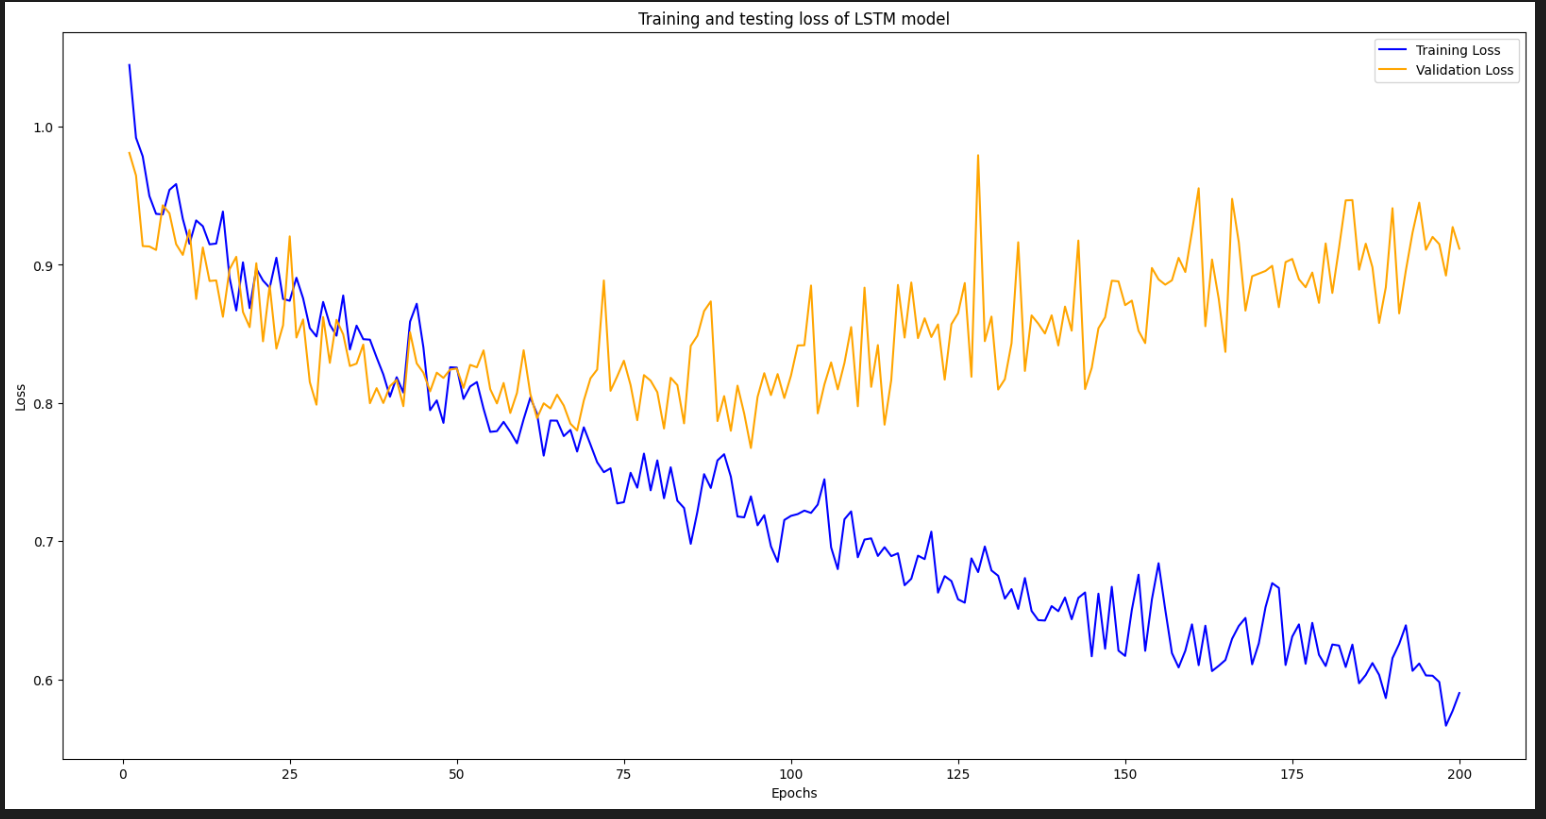 Training and testing loss of LSTM model
Training Loss
Validation Loss
1.0
0.9
0.8
0.7
0.6
Loss
0 25 50 75 100 125 150 175 200
Epochs